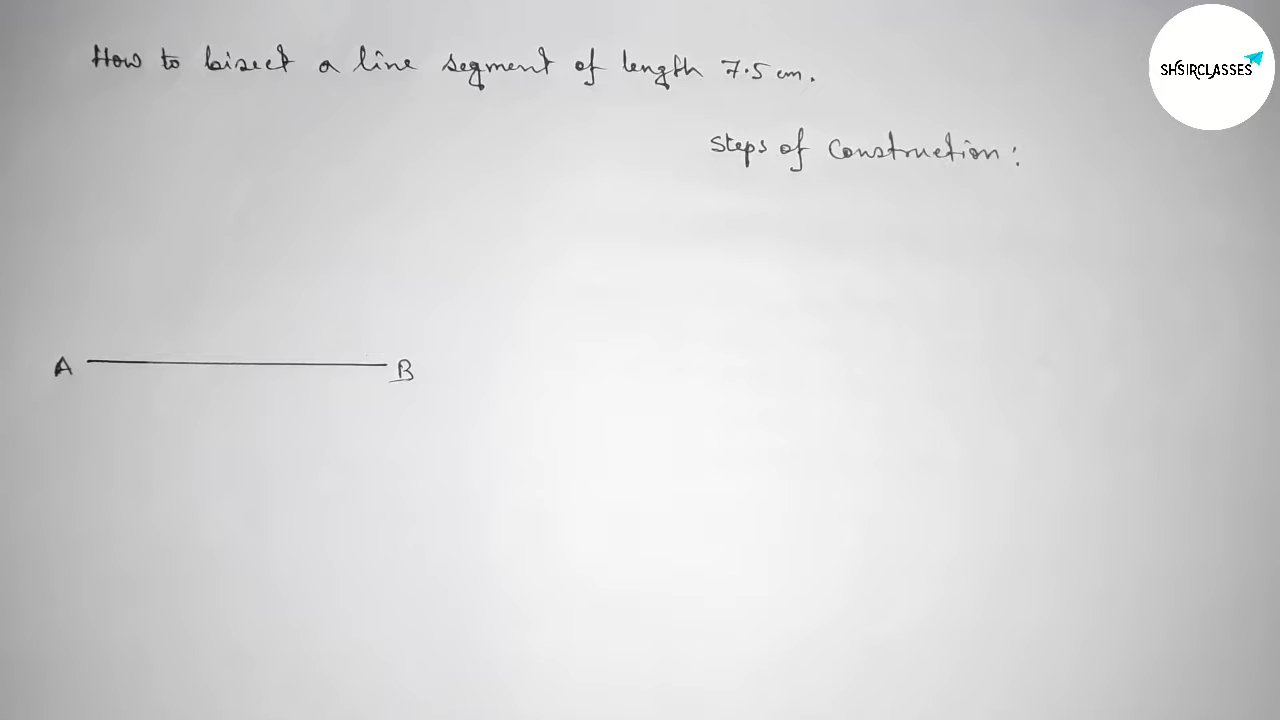 How to bisect a line segment of length 7.5 cm.
SHSIRCLASSES
Steps of Construction:
A B